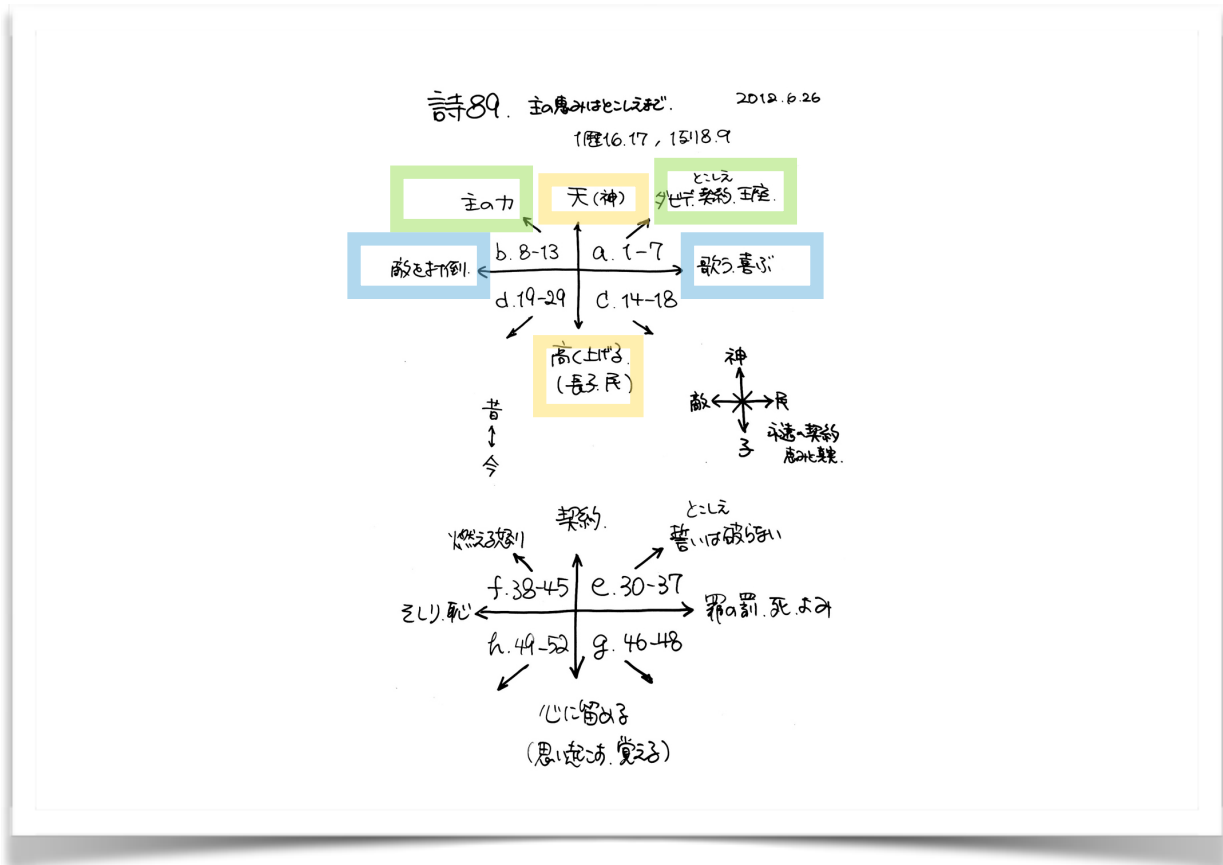 詩89. 主の恵みはとこしえまで. 2012.6.26
1歴16.17, 1列8.9
とこしえ
主の力 天(神) ダビデ契約.王座.
b. 8-13 a. 1-7
敵を打倒. 歌う.喜ぶ
d. 19-29 c. 14-18
高く上げる.
(長子.民)
神
敵 民
子
永遠の契約
恵みと真実.
昔
今
契約.
とこしえ
燃える怒り 誓いは破らない
f. 38-45 e. 30-37
そしり.恥 罪の罰.死.よみ
h. 49-52 g. 46-48
心に留める
(思い起こす.覚える)